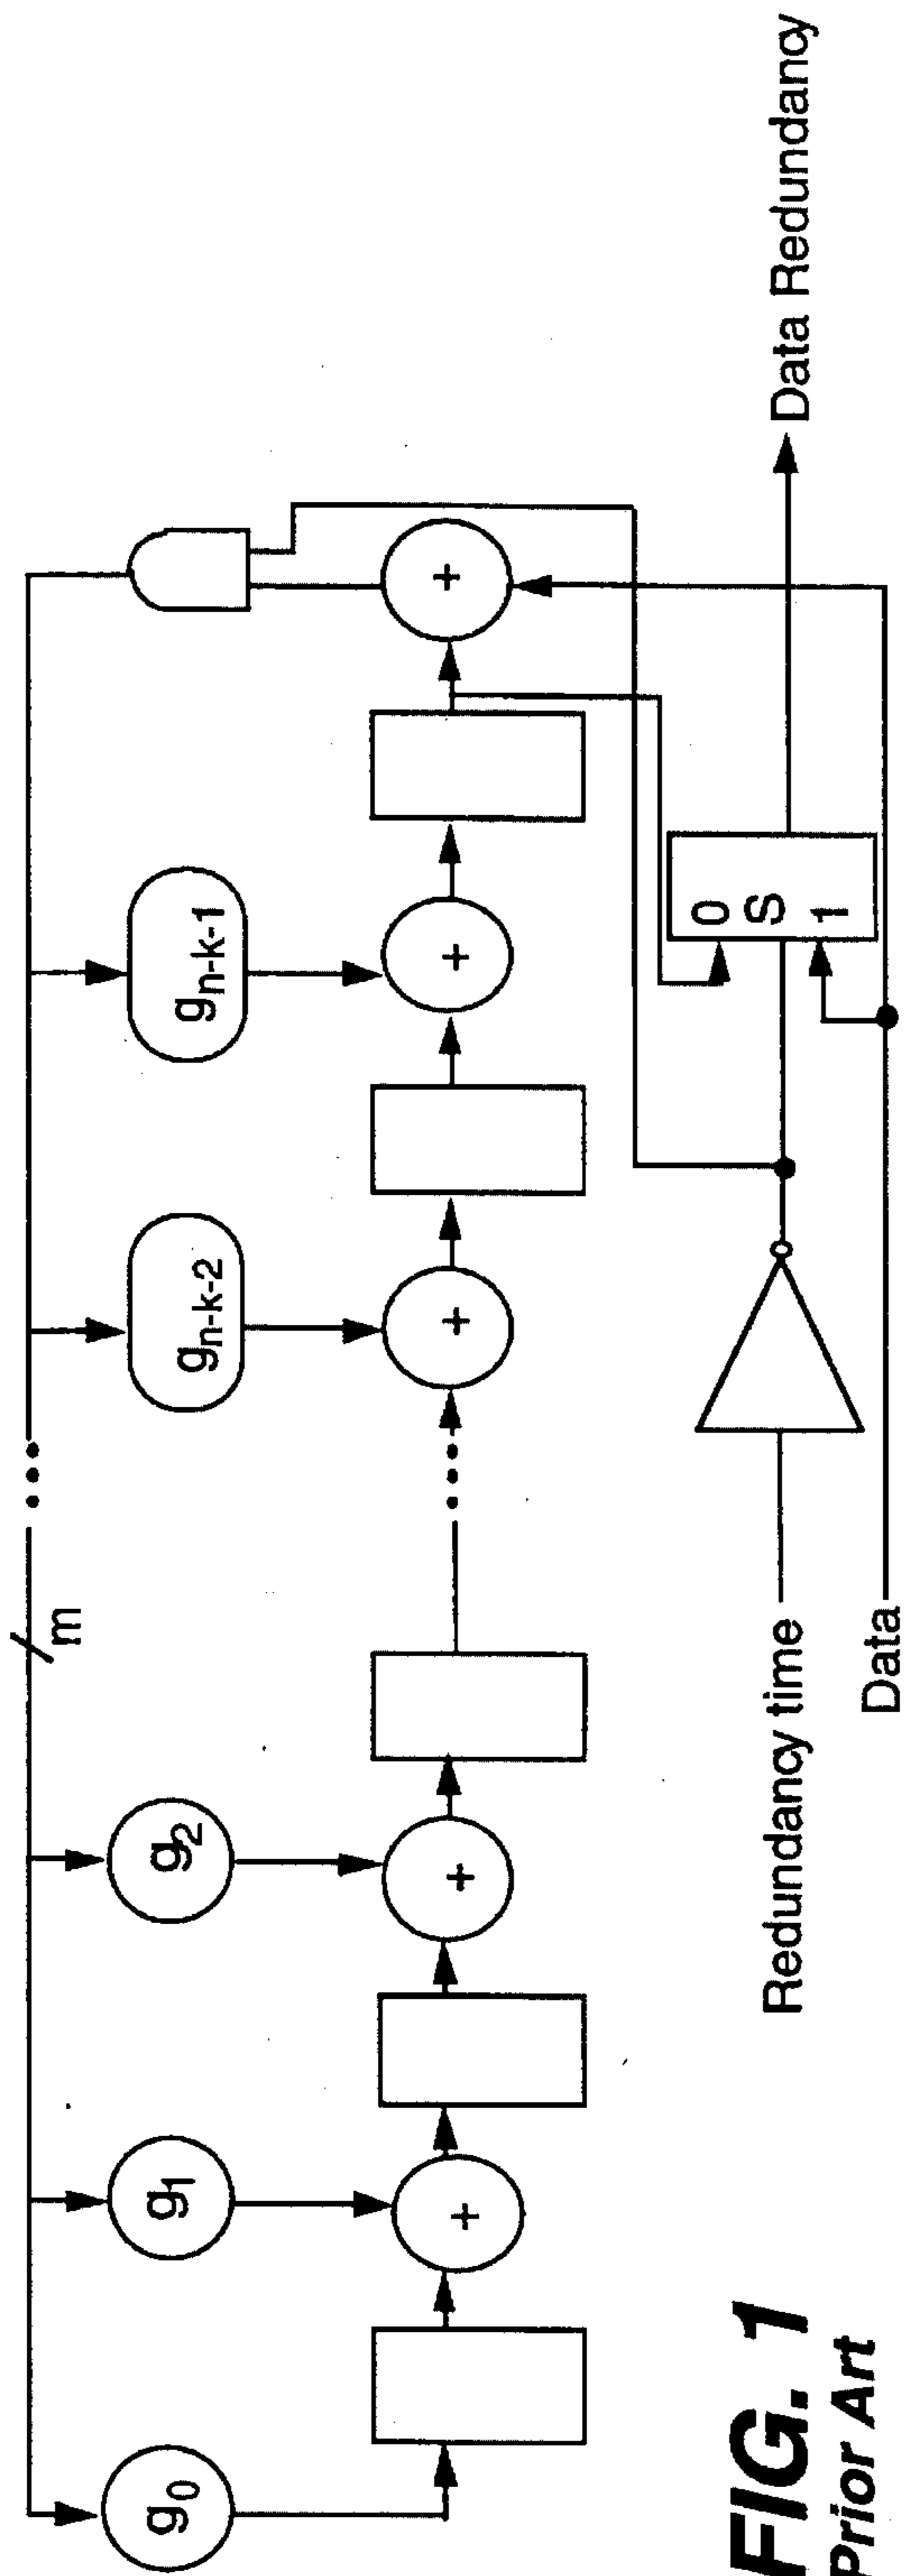 m
g0
g1
g2
gn-k-2
gn-k-1
+
+
+
+
+
Redundancy time
Data
0
S
1
Data Redundancy
FIG. 1
Prior Art